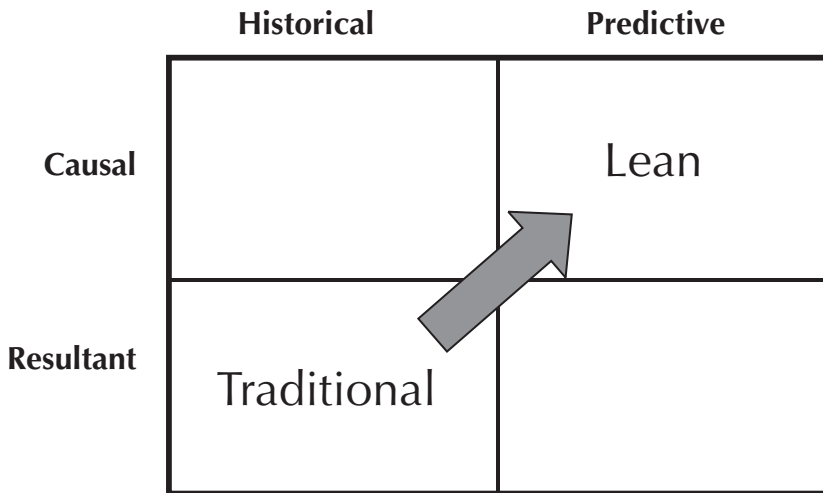 Historical Predictive
Causal
Lean
Resultant
Traditional